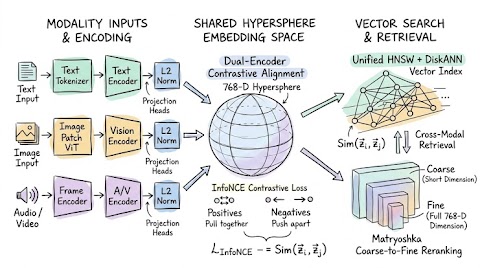 MODALITY INPUTS
& ENCODING
Text Input
Text
Tokenizer
Text
Encoder
L2
Norm
Projection
Heads
Image Input
Image
Patch
ViT
Vision
Encoder
L2
Norm
Projection
Heads
Audio /
Video
Frame
Encoder
A/V
Encoder
L2
Norm
Projection
Heads
SHARED HYPERSPHERE
EMBEDDING SPACE
Dual-Encoder
Contrastive Alignment
768-D Hypersphere
InfoNCE Contrastive Loss
Positives
Pull together
Negatives
Push apart
L InfoNCE -= Sim(z⃗i, z⃗j)
VECTOR SEARCH
& RETRIEVAL
Unified HNSW + DiskANN
Vector Index
Sim(z⃗i, z⃗j)
Cross-Modal
Retrieval
Coarse
(Short Dimension)
Fine
(Full 768-D Dimension)
Matryoshka
Coarse-to-Fine Reranking